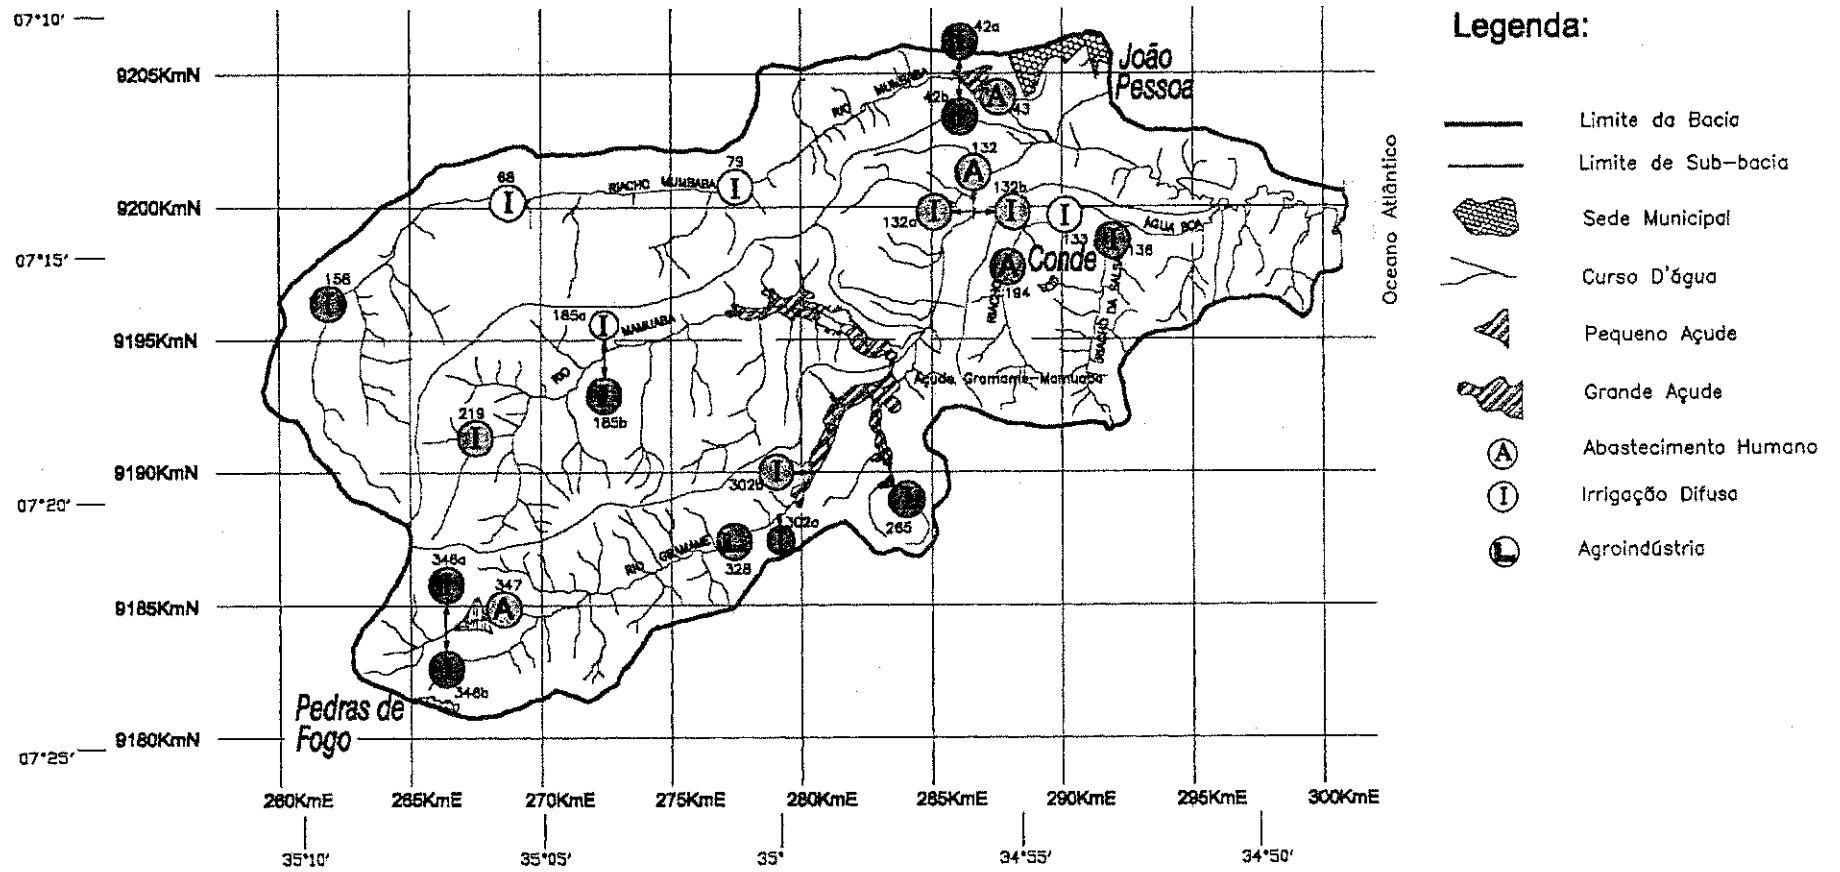 07°10'
9205KmN
9200KmN
07°15'
9195KmN
9190KmN
07°20'
9185KmN
9180KmN
07°25'
260KmE
265KmE
270KmE
275KmE
280KmE
285KmE
290KmE
295KmE
300KmE
35°10'
35°05'
35°
34°55'
34°50'
42a
I
João
Pessoa
RIO MUMBABA
42b
I
A
43
132
A
79
I
68
I
RIACHO MUMBABA
132a
I
132b
I
I
133
ÁGUA BOA
I
136
Conde
A
194
RIACHO
RIACHO DA SALSA
158
I
185a
I
RIO MAMUABA
185b
Açude Gramame-Mamuaba
219
I
I
302b
302a
I
265
L
L
328
RIO GRAMAME
346a
I
347
A
346b
Pedras de
Fogo
Oceano Atlântico
Legenda:
Limite da Bacia
Limite de Sub-bacia
Sede Municipal
Curso D'água
Pequeno Açude
Grande Açude
A Abastecimento Humano
I Irrigação Difusa
L Agroindústria